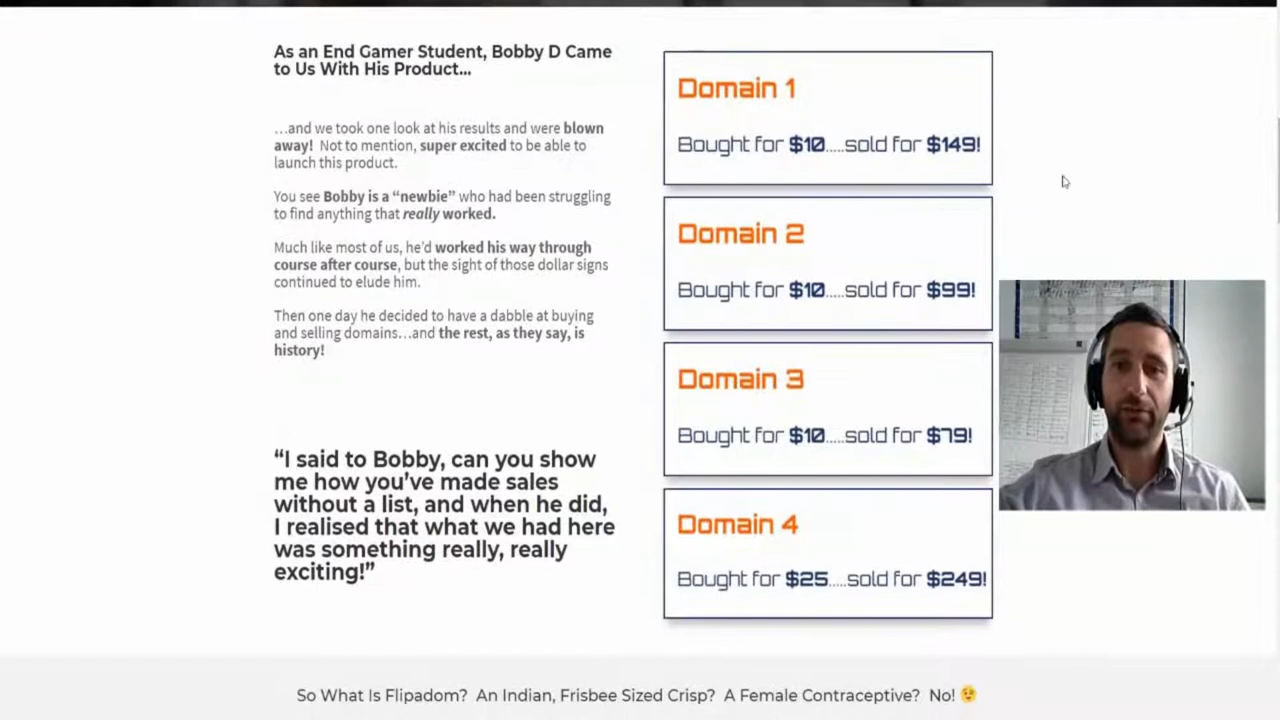 As an End Gamer Student, Bobby D Came
to Us With His Product...
...and we took one look at his results and were blown
away!  Not to mention, super excited to be able to
launch this product.
You see Bobby is a “newbie” who had been struggling
to find anything that really worked.
Much like most of us, he’d worked his way through
course after course, but the sight of those dollar signs
continued to elude him.
Then one day he decided to have a dabble at buying
and selling domains...and the rest, as they say, is
history!
“I said to Bobby, can you show
me how you’ve made sales
without a list, and when he did,
I realised that what we had here
was something really, really
exciting!”
Domain 1
Bought for $10.....sold for $149!
Domain 2
Bought for $10.....sold for $99!
Domain 3
Bought for $10.....sold for $79!
Domain 4
Bought for $25.....sold for $249!
So What Is Flipadom?  An Indian, Frisbee Sized Crisp?  A Female Contraceptive?  No! 😉